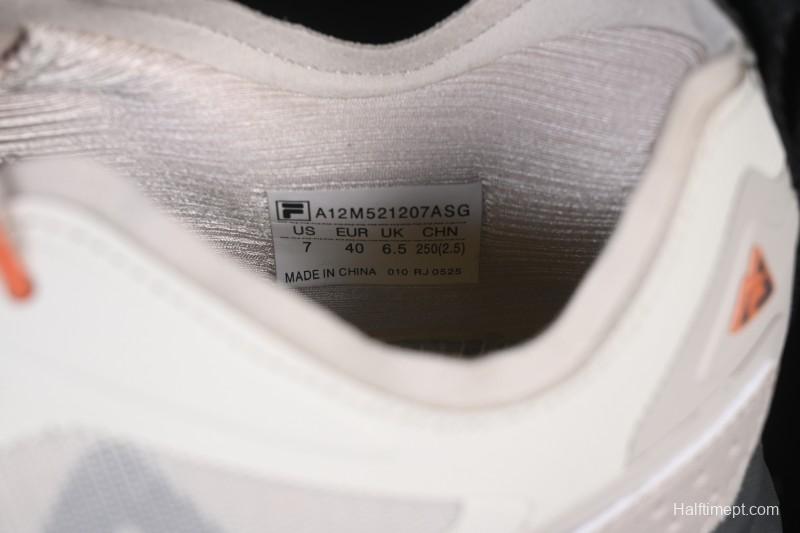 A12M521207ASG
US EUR UK CHN
7 40 6.5 250(2.5)
MADE IN CHINA 010 RJ 0525
Halftimept.com